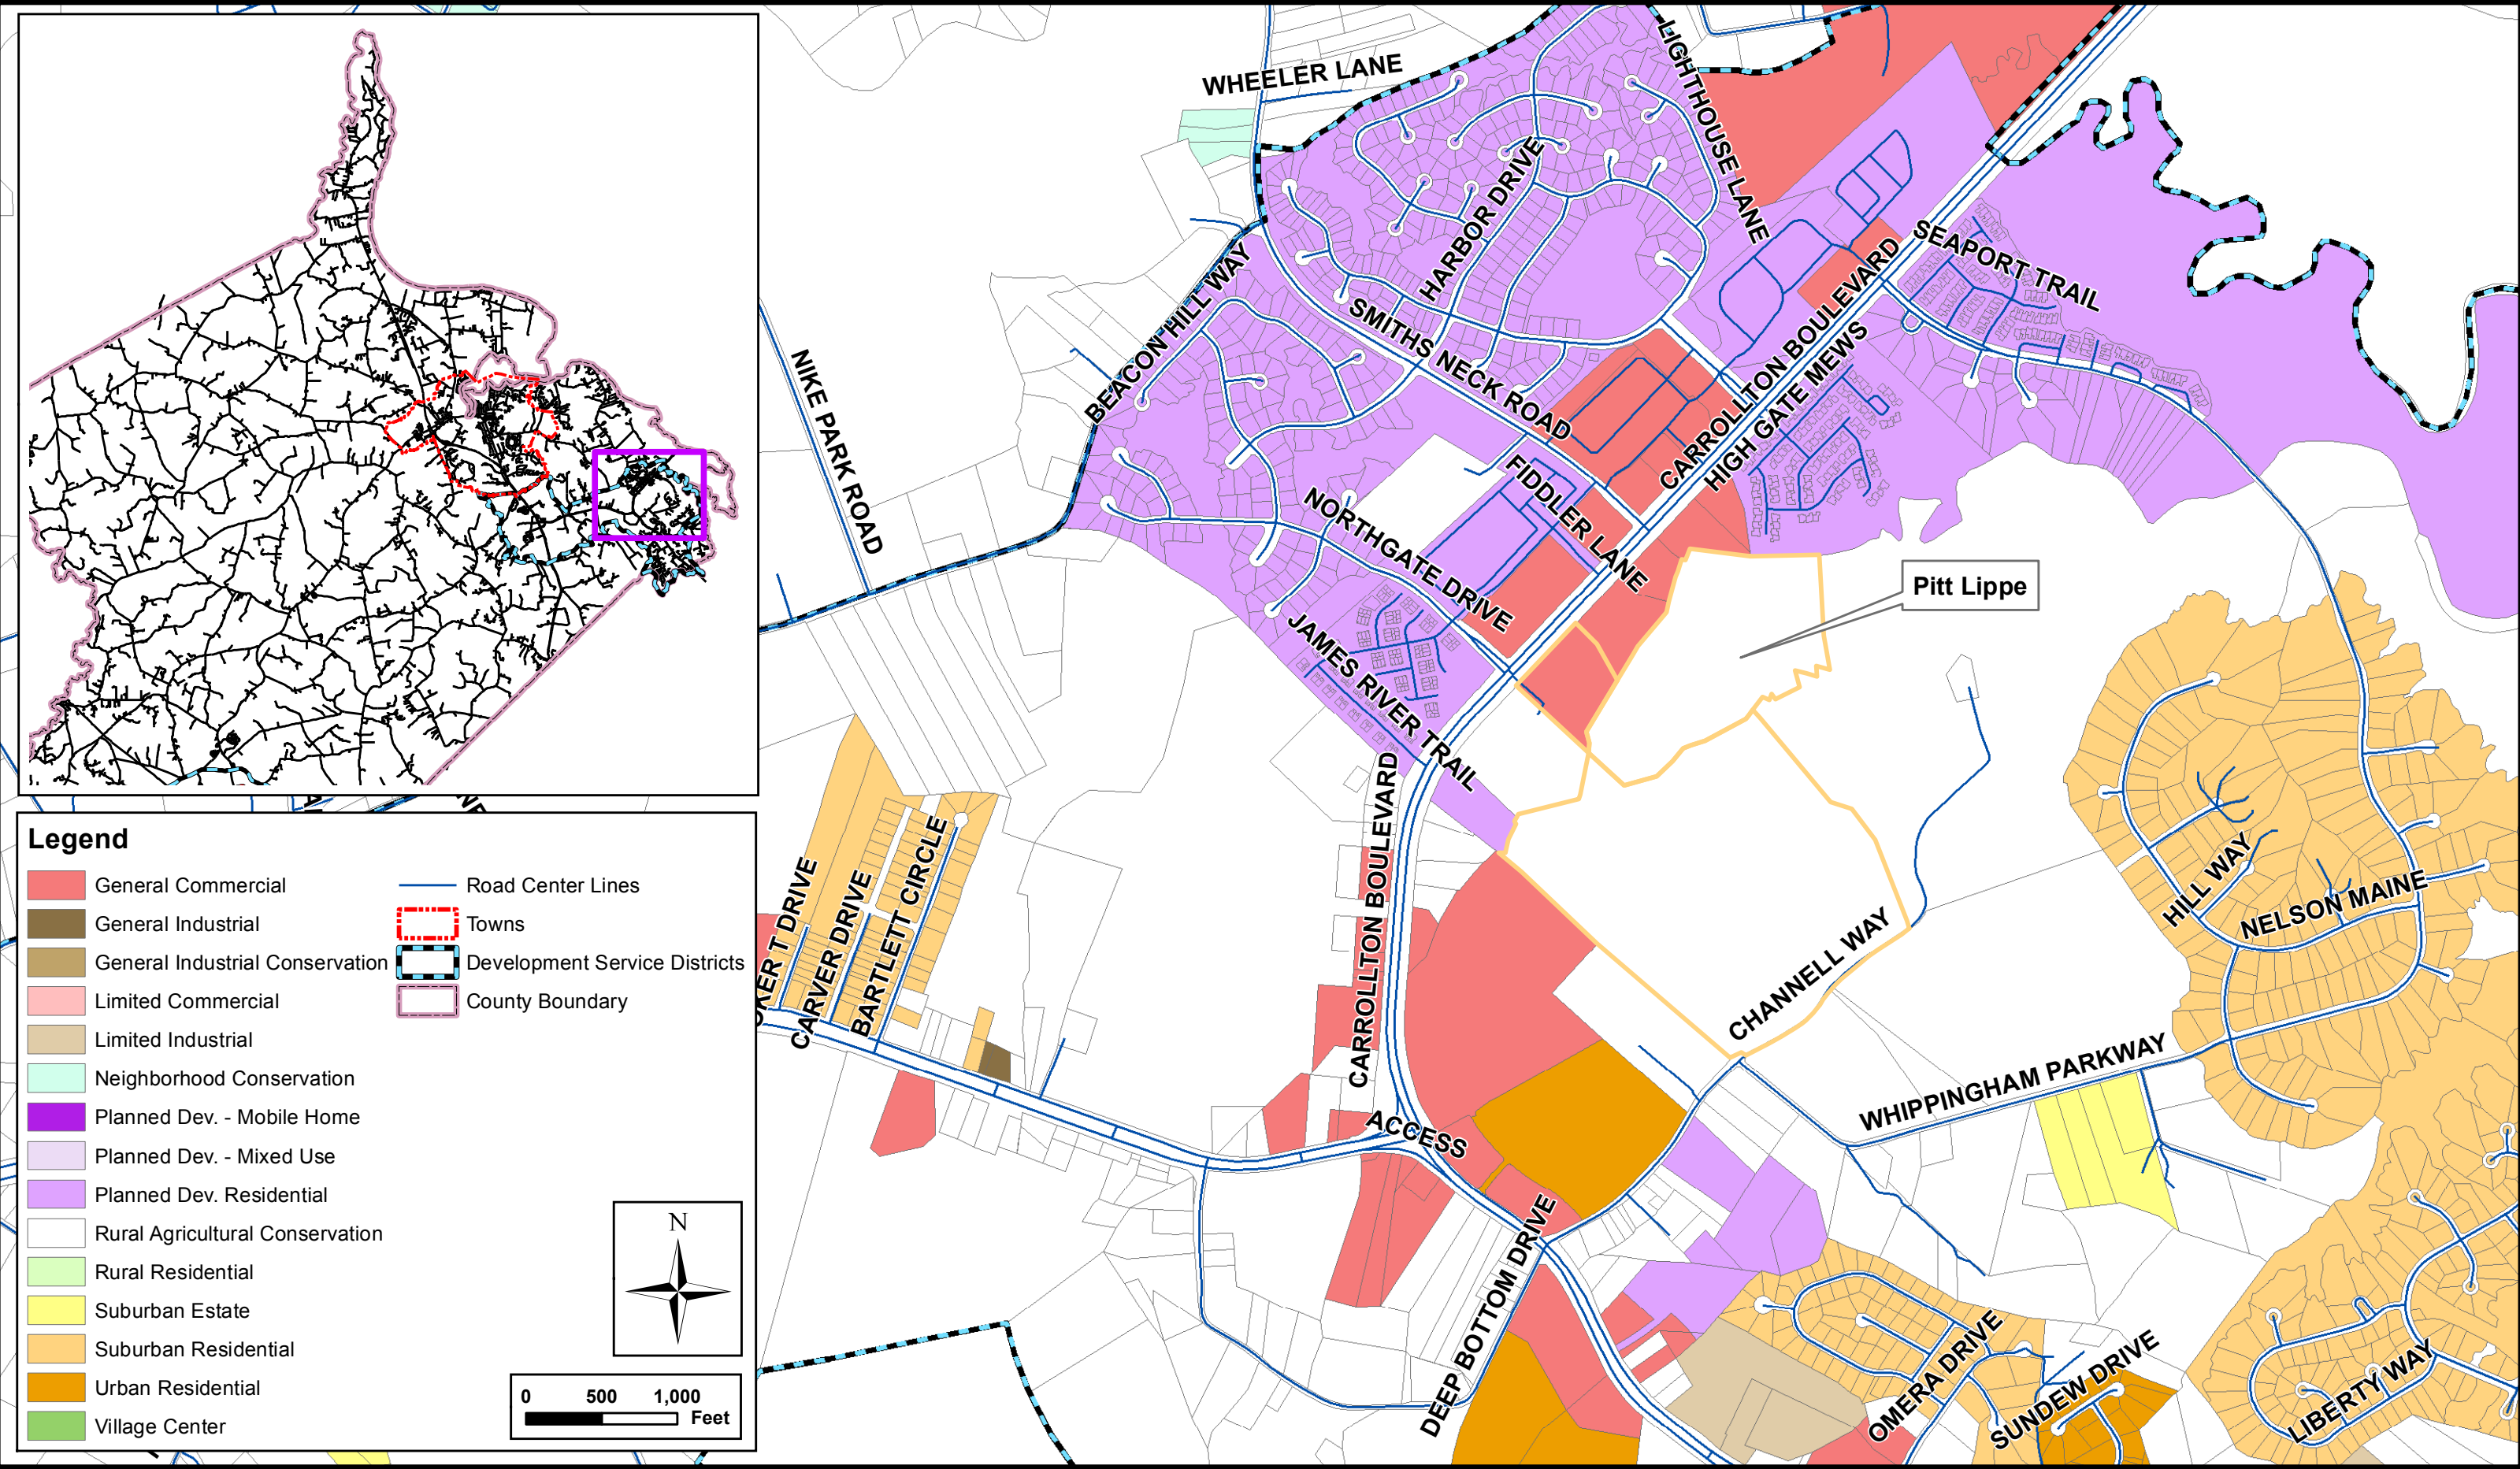 WHEELER LANE
LIGHTHOUSE LANE
HARBOR DRIVE
SEAPORT TRAIL
BEACON HILL WAY
SMITHS NECK ROAD
CARROLLTON BOULEVARD
HIGH GATE MEWS
NIKE PARK ROAD
FIDDLER LANE
NORTHGATE DRIVE
Pitt Lippe
JAMES RIVER TRAIL
CARROLLTON BOULEVARD
CARVER DRIVE
BARTLETT CIRCLE
HILL WAY
NELSON MAINE
CHANNELL WAY
WHIPPINGHAM PARKWAY
ACCESS
DEEP BOTTOM DRIVE
OMERA DRIVE
SUNDEW DRIVE
LIBERTY WAY
Legend
General Commercial
General Industrial
General Industrial Conservation
Limited Commercial
Limited Industrial
Neighborhood Conservation
Planned Dev. - Mobile Home
Planned Dev. - Mixed Use
Planned Dev. Residential
Rural Agricultural Conservation
Rural Residential
Suburban Estate
Suburban Residential
Urban Residential
Village Center
Road Center Lines
Towns
Development Service Districts
County Boundary
N
0 500 1,000
Feet